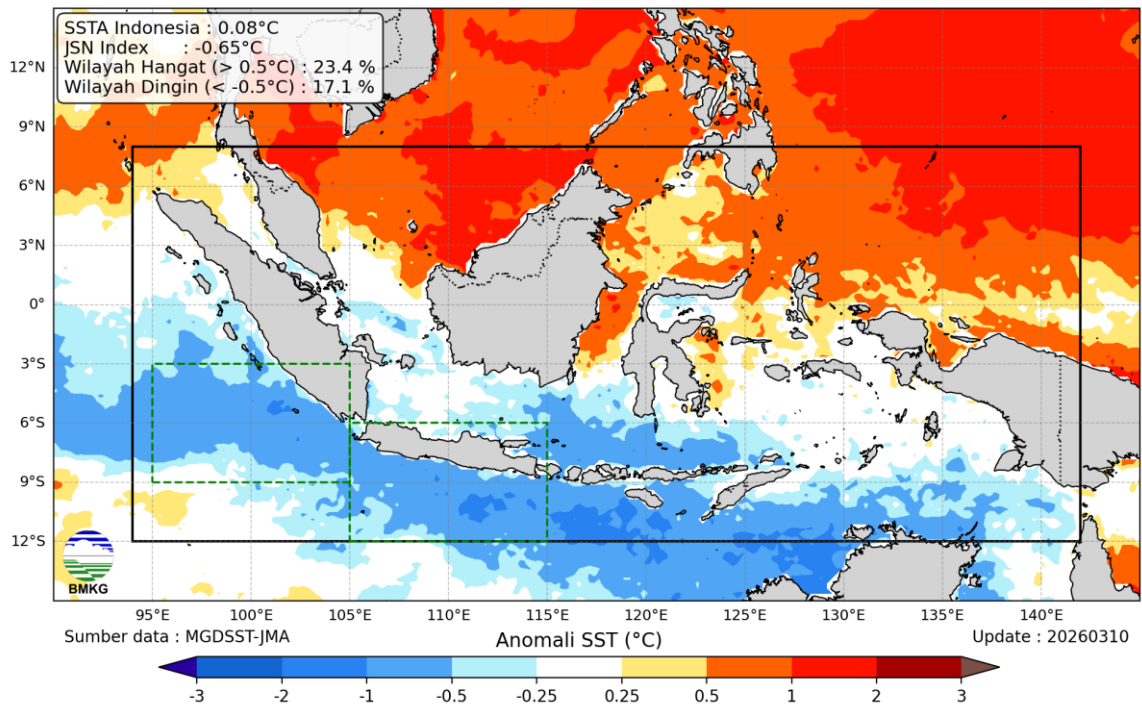 SSTA Indonesia : 0.08°C
JSN Index : -0.65°C
Wilayah Hangat (> 0.5°C) : 23.4 %
Wilayah Dingin (< -0.5°C) : 17.1 %
12°N
9°N
6°N
3°N
0°
3°S
6°S
9°S
12°S
BMKG
95°E 100°E 105°E 110°E 115°E 120°E 125°E 130°E 135°E 140°E
Sumber data : MGDSST-JMA Anomali SST (°C) Update : 20260310
-3 -2 -1 -0.5 -0.25 0.25 0.5 1 2 3